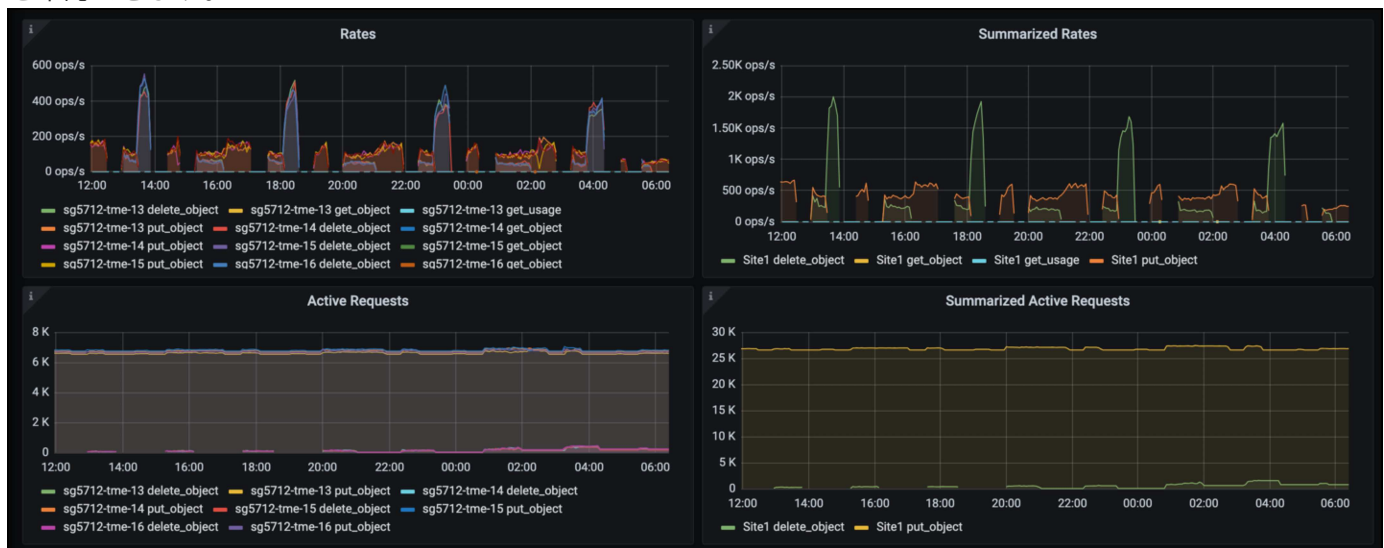 i
Rates
600 ops/s
400 ops/s
200 ops/s
0 ops/s
12:00 14:00 16:00 18:00 20:00 22:00 00:00 02:00 04:00 06:00
sg5712-tme-13 delete_object sg5712-tme-13 get_object sg5712-tme-13 get_usage
sg5712-tme-13 put_object sg5712-tme-14 delete_object sg5712-tme-14 get_object
sg5712-tme-14 put_object sg5712-tme-15 delete_object sg5712-tme-15 get_object
sg5712-tme-15 put_object sg5712-tme-16 delete_object sg5712-tme-16 get_object
i
Summarized Rates
2.50K ops/s
2K ops/s
1.50K ops/s
1K ops/s
500 ops/s
0 ops/s
12:00 14:00 16:00 18:00 20:00 22:00 00:00 02:00 04:00 06:00
Site1 delete_object Site1 get_object Site1 get_usage Site1 put_object
i
Active Requests
8 K
6 K
4 K
2 K
0
12:00 14:00 16:00 18:00 20:00 22:00 00:00 02:00 04:00 06:00
sg5712-tme-13 delete_object sg5712-tme-13 put_object sg5712-tme-14 delete_object
sg5712-tme-14 put_object sg5712-tme-15 delete_object sg5712-tme-15 put_object
sg5712-tme-16 delete_object sg5712-tme-16 put_object
i
Summarized Active Requests
30 K
25 K
20 K
15 K
10 K
5 K
0
12:00 14:00 16:00 18:00 20:00 22:00 00:00 02:00 04:00 06:00
Site1 delete_object Site1 put_object